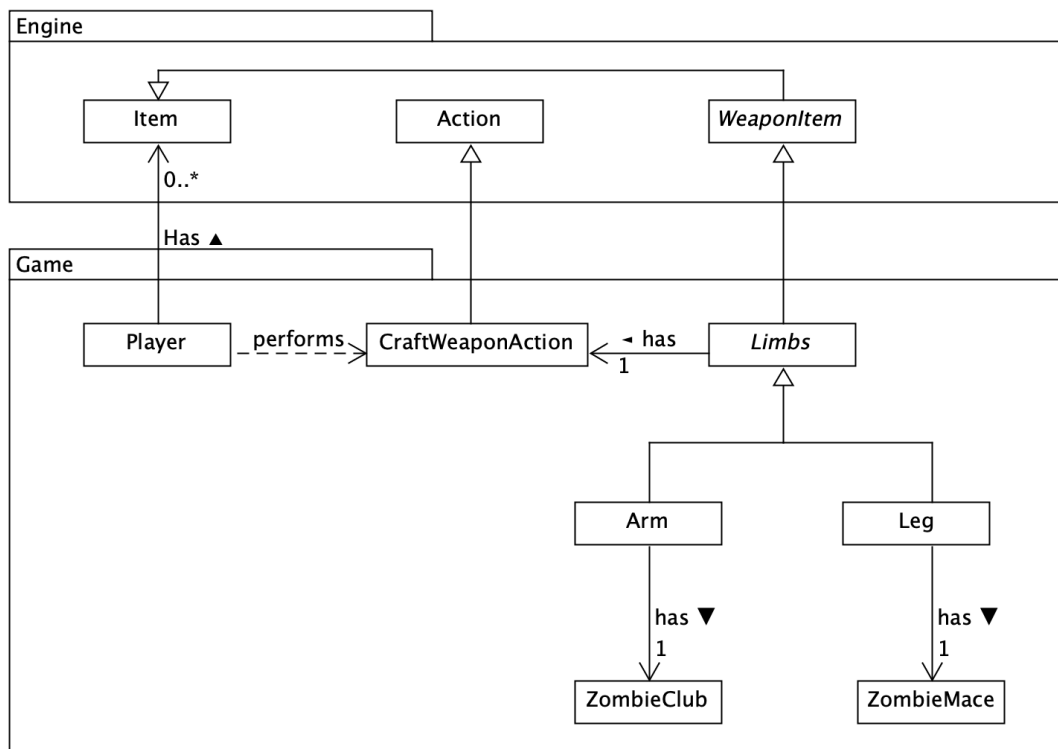 Engine
Item
Action
WeaponItem
0..*
Has ▲
Game
Player
performs
CraftWeaponAction
◄ has
1
Limbs
Arm
Leg
has ▼
1
has ▼
1
ZombieClub
ZombieMace